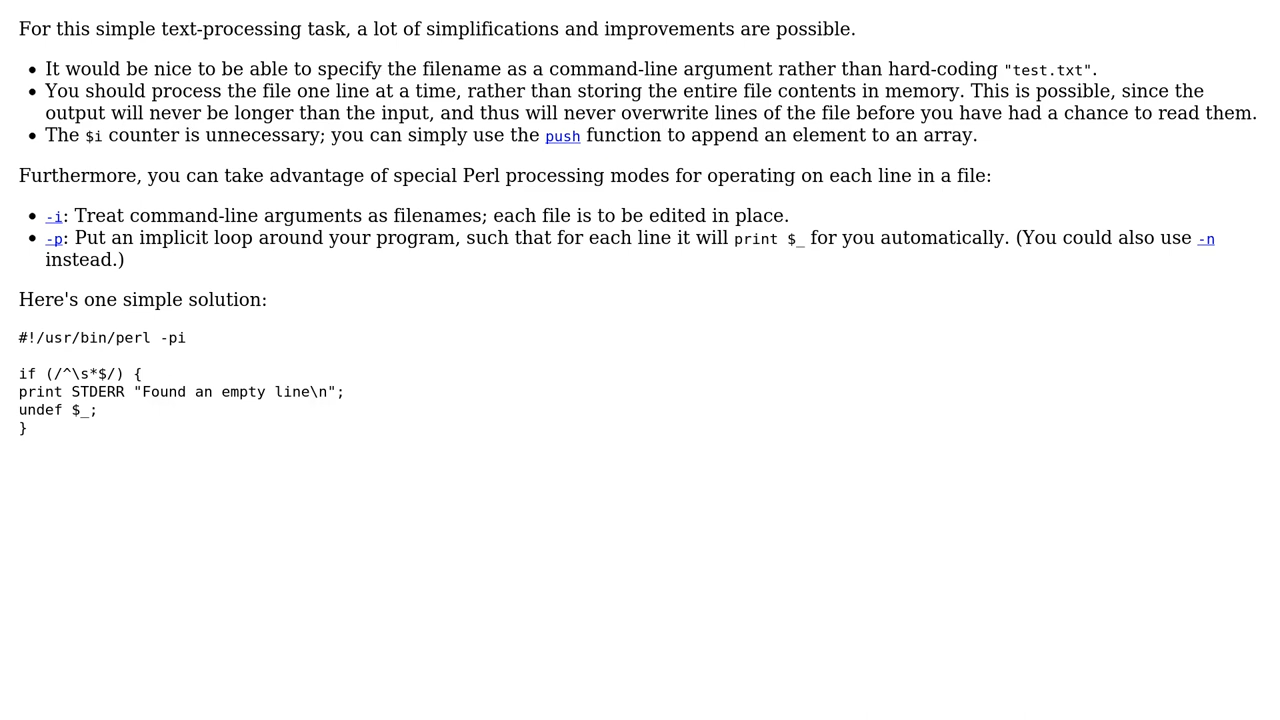 For this simple text-processing task, a lot of simplifications and improvements are possible.
• It would be nice to be able to specify the filename as a command-line argument rather than hard-coding "test.txt".
• You should process the file one line at a time, rather than storing the entire file contents in memory. This is possible, since the
output will never be longer than the input, and thus will never overwrite lines of the file before you have had a chance to read them.
• The $i counter is unnecessary; you can simply use the push function to append an element to an array.
Furthermore, you can take advantage of special Perl processing modes for operating on each line in a file:
• -i: Treat command-line arguments as filenames; each file is to be edited in place.
• -p: Put an implicit loop around your program, such that for each line it will print $_ for you automatically. (You could also use -n
instead.)
Here's one simple solution:
#!/usr/bin/perl -pi
if (/^\s*$/) {
print STDERR "Found an empty line\n";
undef $_;
}